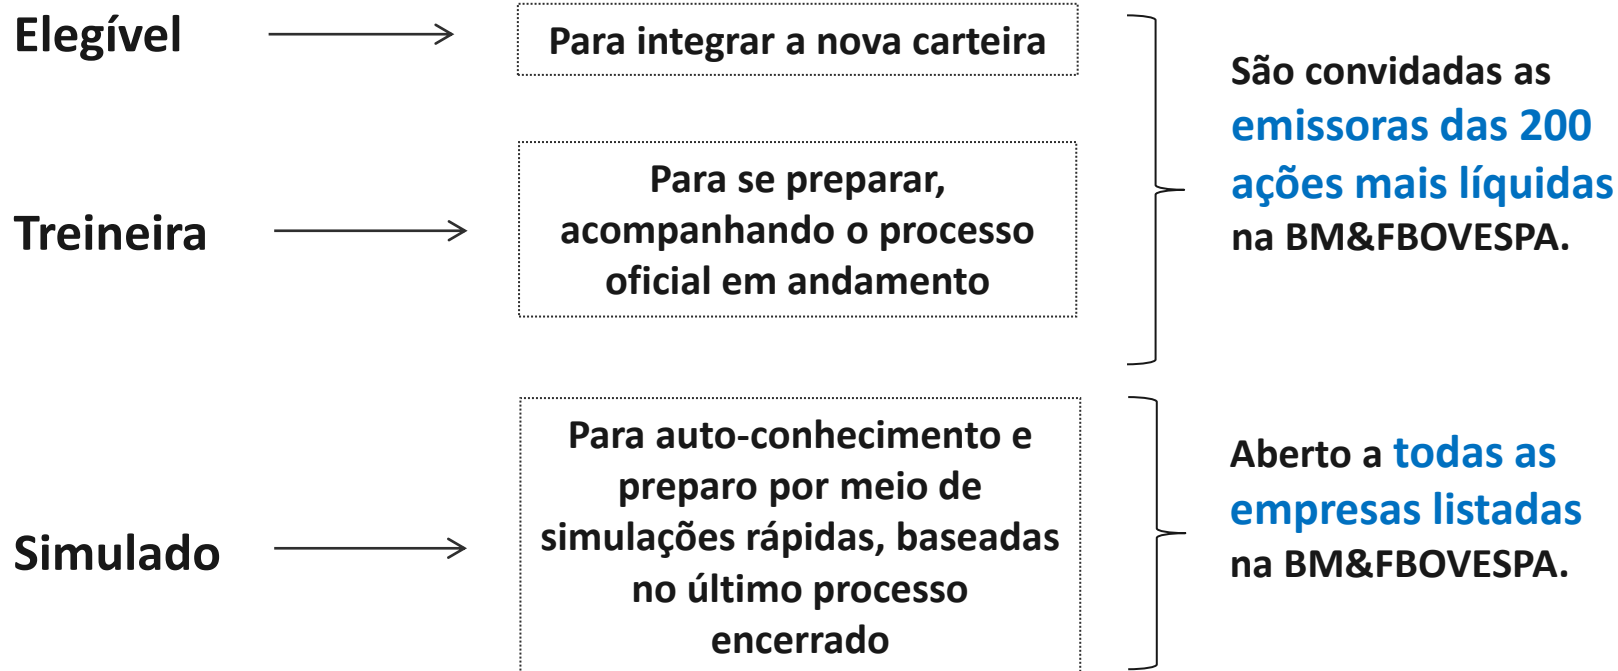 Elegível
Para integrar a nova carteira
São convidadas as
emissoras das 200
ações mais líquidas
na BM&FBOVESPA.
Treineira
Para se preparar,
acompanhando o processo
oficial em andamento
Simulado
Para auto-conhecimento e
preparo por meio de
simulações rápidas, baseadas
no último processo
encerrado
Aberto a todas as
empresas listadas
na BM&FBOVESPA.